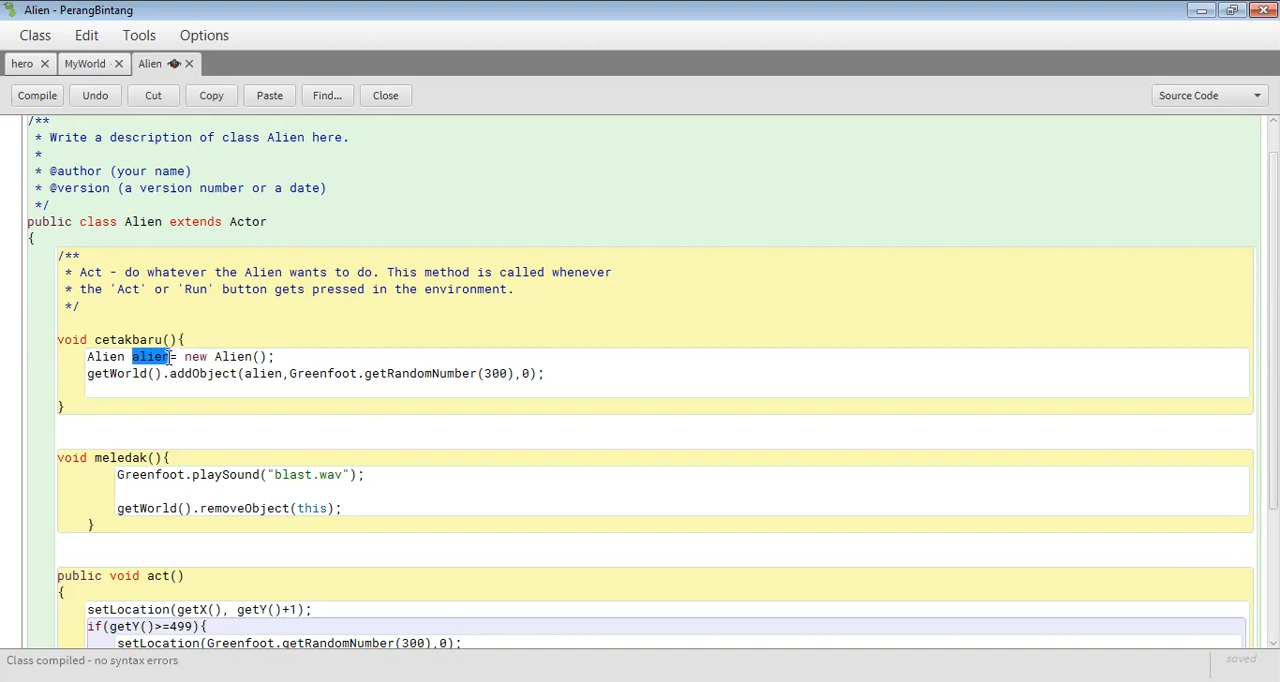 Alien - PerangBintang
Class Edit Tools Options
hero MyWorld Alien
Compile Undo Cut Copy Paste Find... Close Source Code
/**
* Write a description of class Alien here.
*
* @author (your name)
* @version (a version number or a date)
*/
public class Alien extends Actor
{
/**
* Act - do whatever the Alien wants to do. This method is called whenever
* the 'Act' or 'Run' button gets pressed in the environment.
*/
void cetakbaru(){
Alien alien= new Alien();
getWorld().addObject(alien,Greenfoot.getRandomNumber(300),0);
}
void meledak(){
Greenfoot.playSound("blast.wav");
getWorld().removeObject(this);
}
public void act()
{
setLocation(getX(), getY()+1);
if(getY()>=499){
setLocation(Greenfoot.getRandomNumber(300),0);
Class compiled - no syntax errors
saved